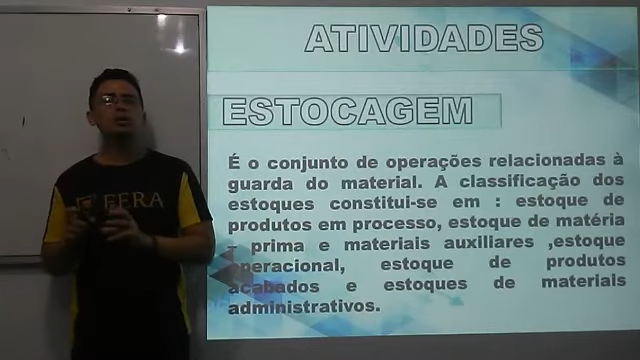 ATIVIDADES
ESTOCAGEM
É o conjunto de operações relacionadas à
guarda do material. A classificação dos
estoques constitui-se em : estoque de
produtos em processo, estoque de matéria
– prima e materiais auxiliares ,estoque
operacional, estoque de produtos
acabados e estoques de materiais
administrativos.